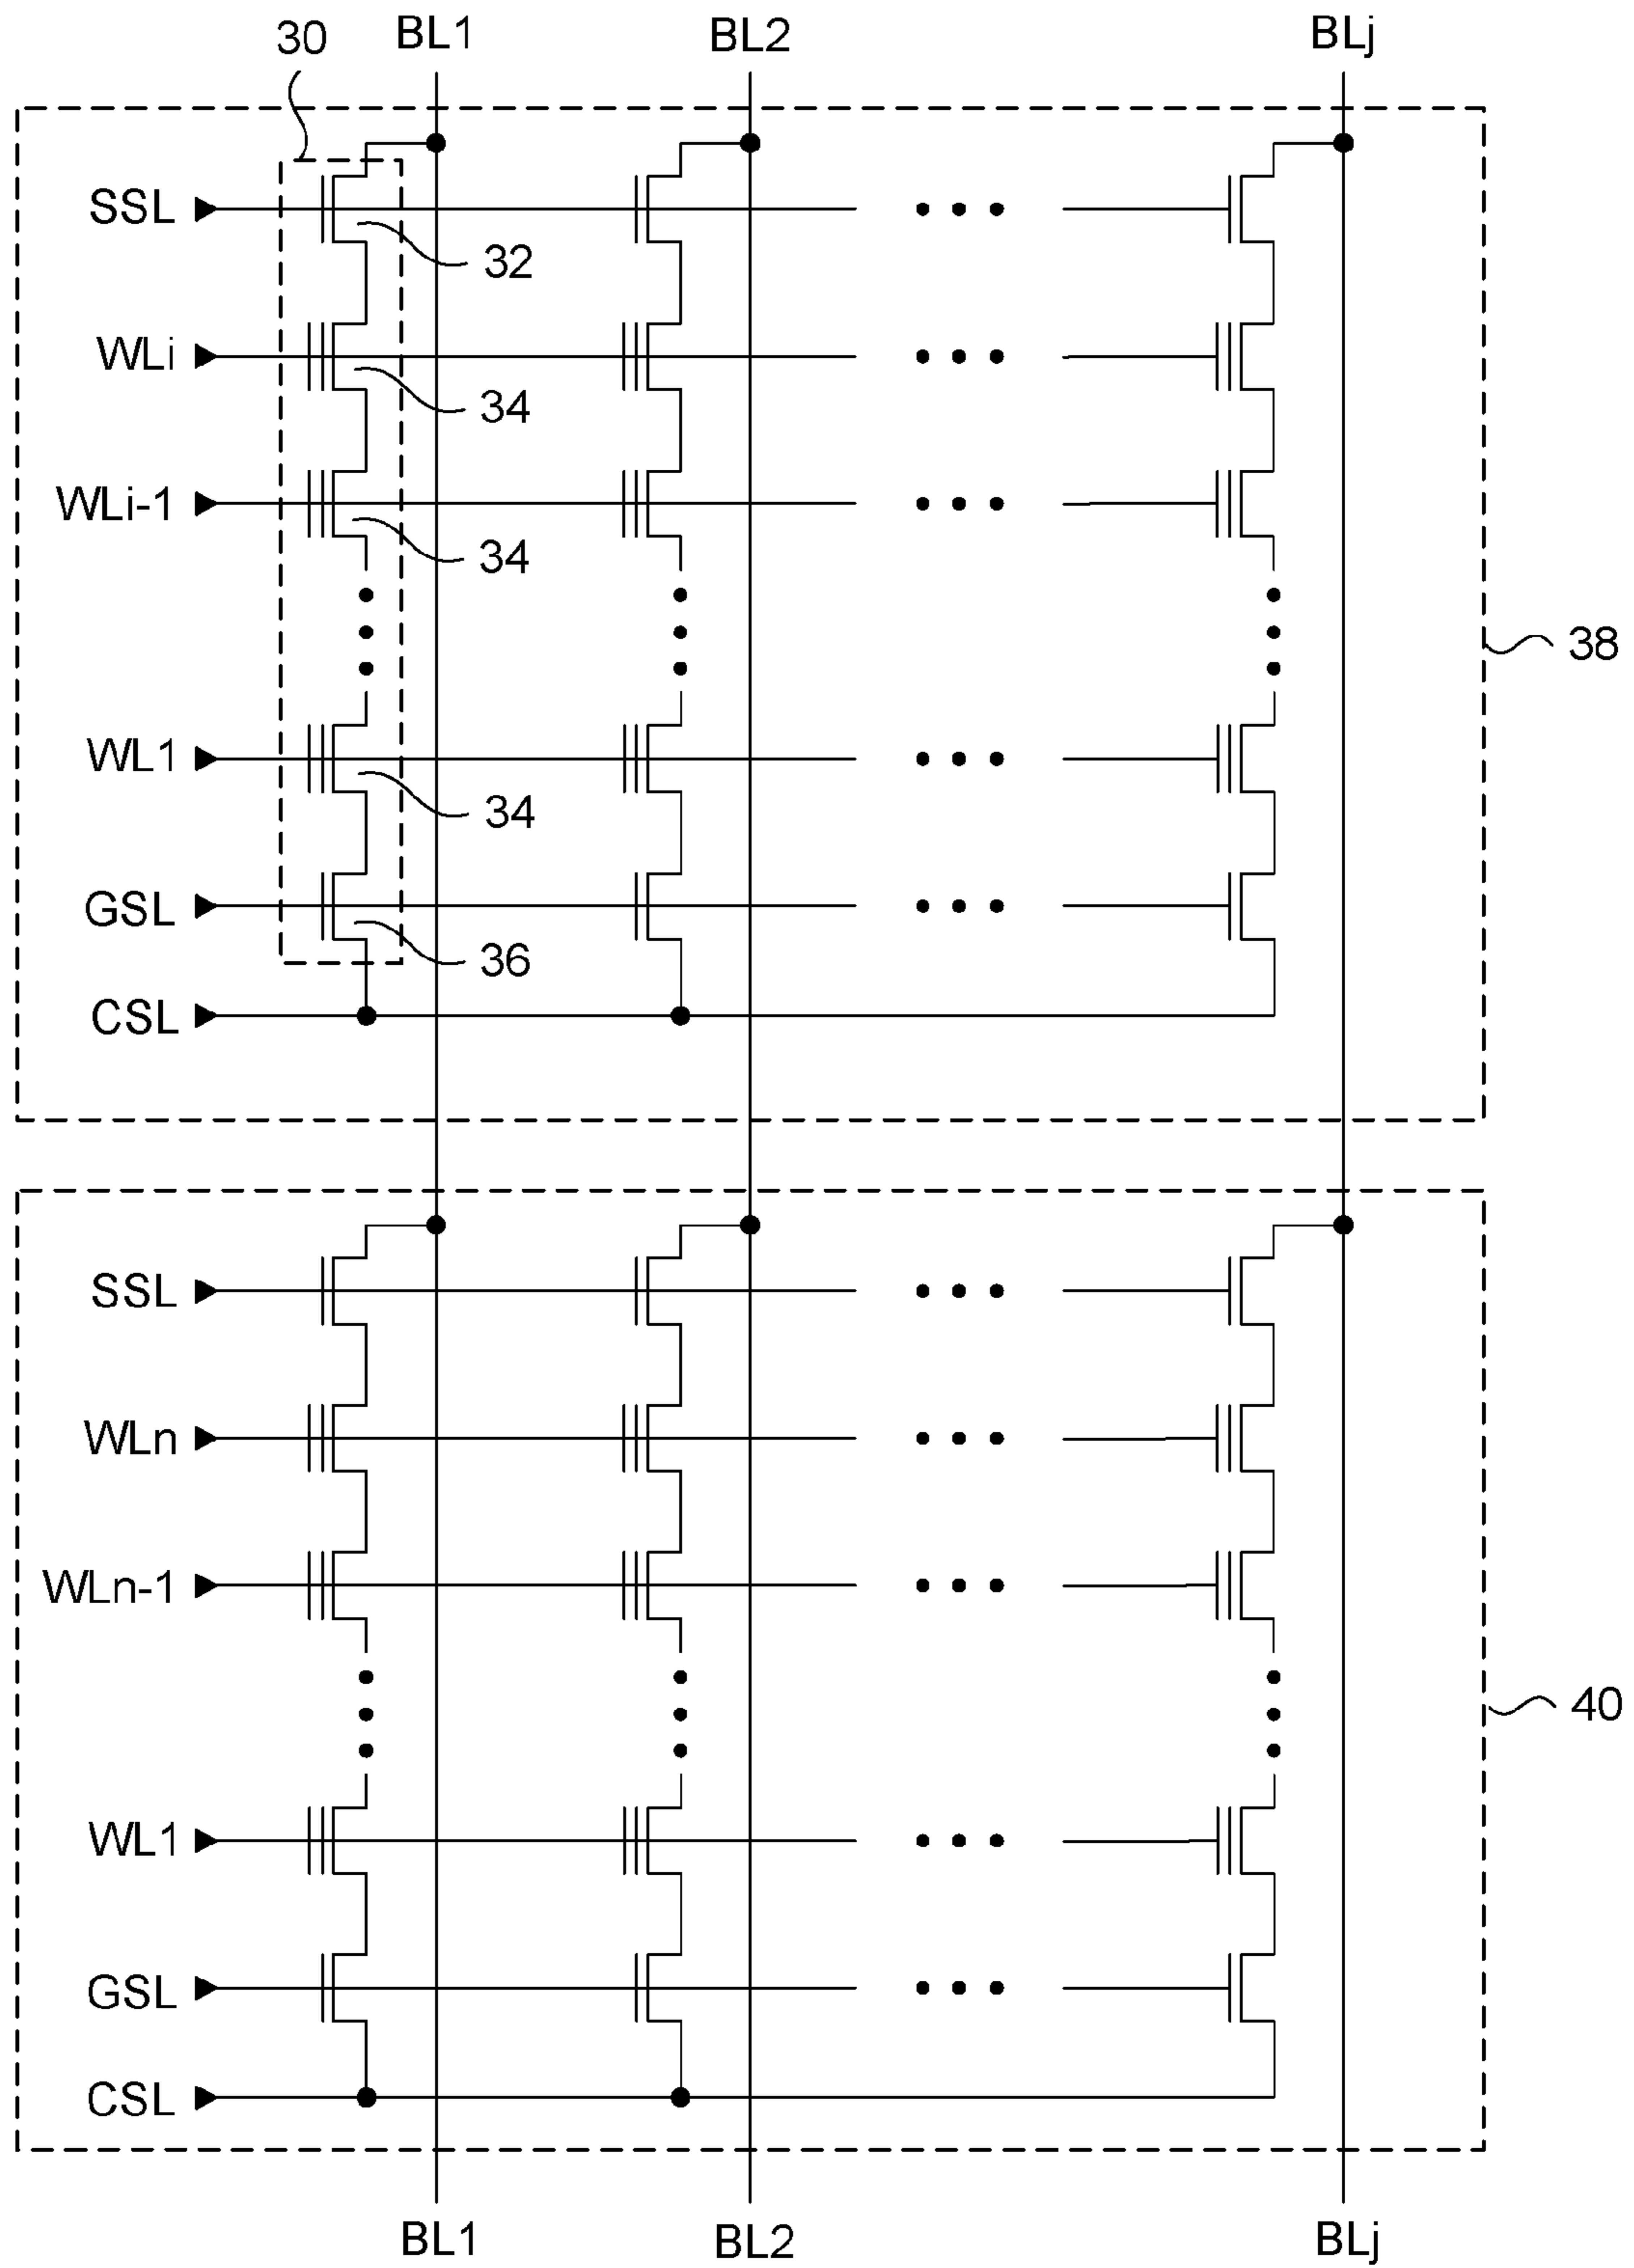 30 BL1 BL2 BLj
SSL
32
WLi
34
WLi-1
34
38
WL1
34
GSL
36
CSL
SSL
WLn
WLn-1
40
WL1
GSL
CSL
BL1 BL2 BLj